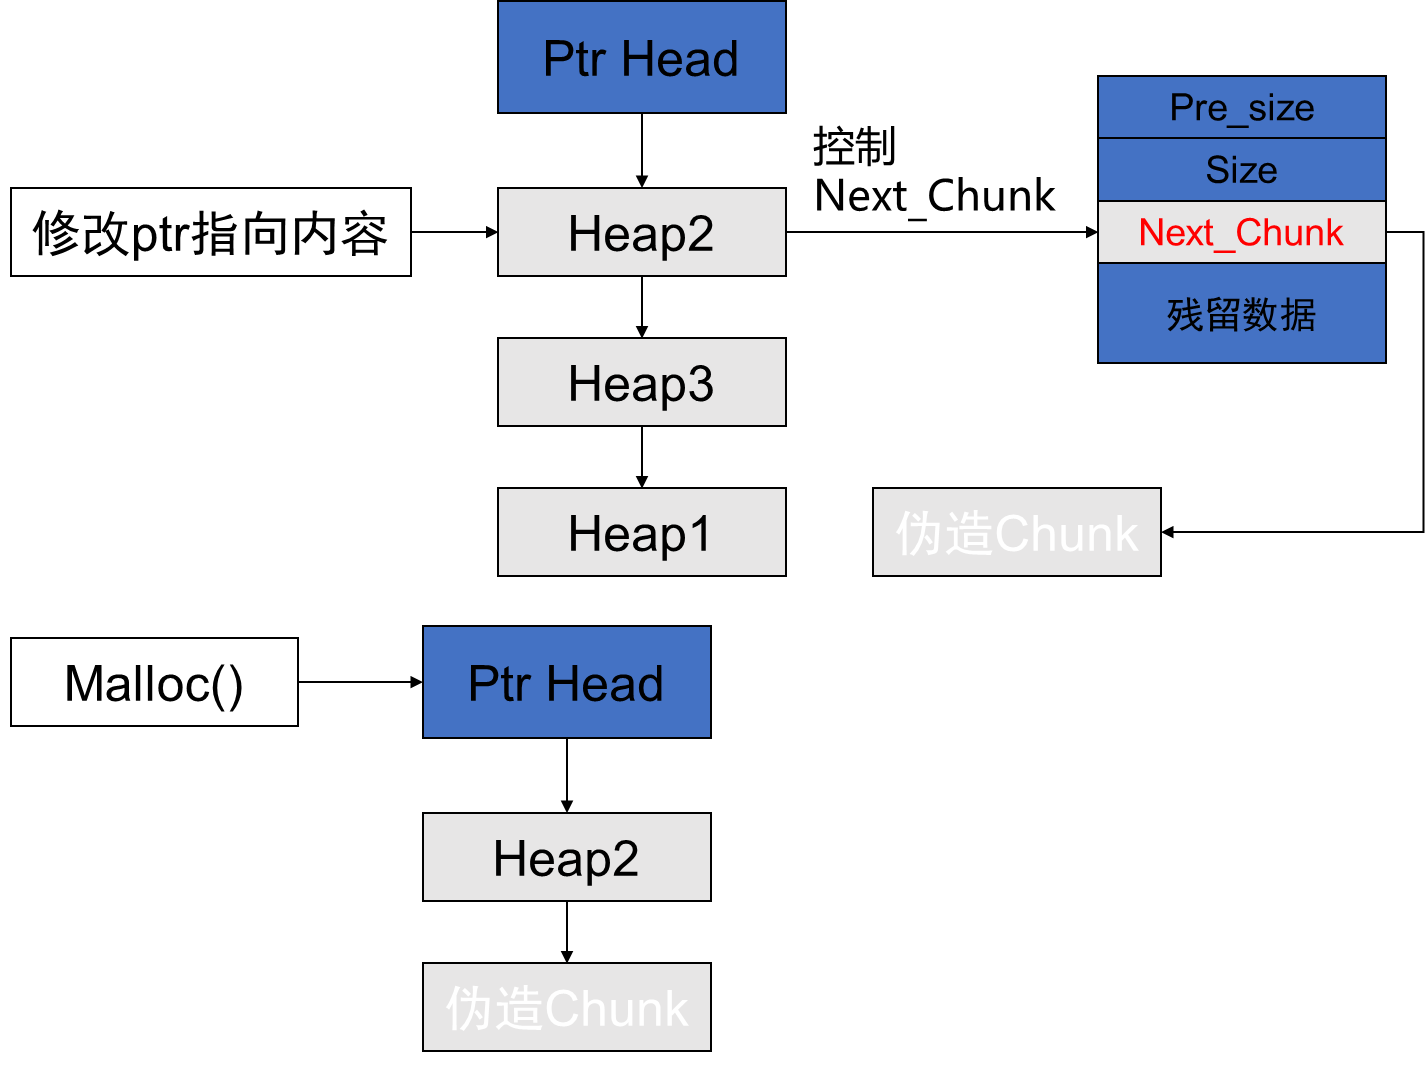 Ptr Head
Pre_size
控制
Next_Chunk
Size
修改ptr指向内容
Heap2
Next_Chunk
残留数据
Heap3
Heap1
伪造Chunk
Malloc()
Ptr Head
Heap2
伪造Chunk